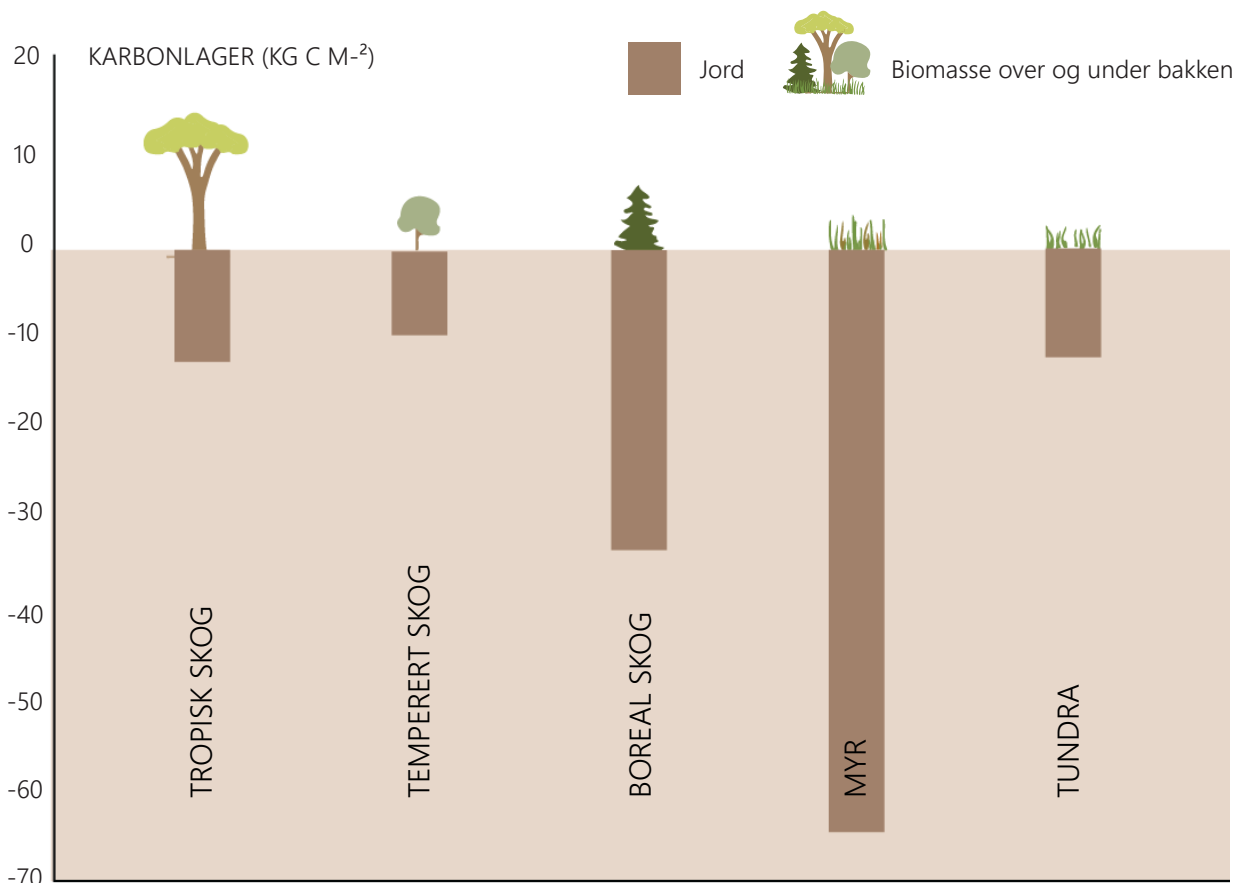 KARBONLAGER (KG C M-²)
Jord
Biomasse over og under bakken
20
10
0
-10
-20
-30
-40
-50
-60
-70
TROPISK SKOG
TEMPERERT SKOG
BOREAL SKOG
MYR
TUNDRA